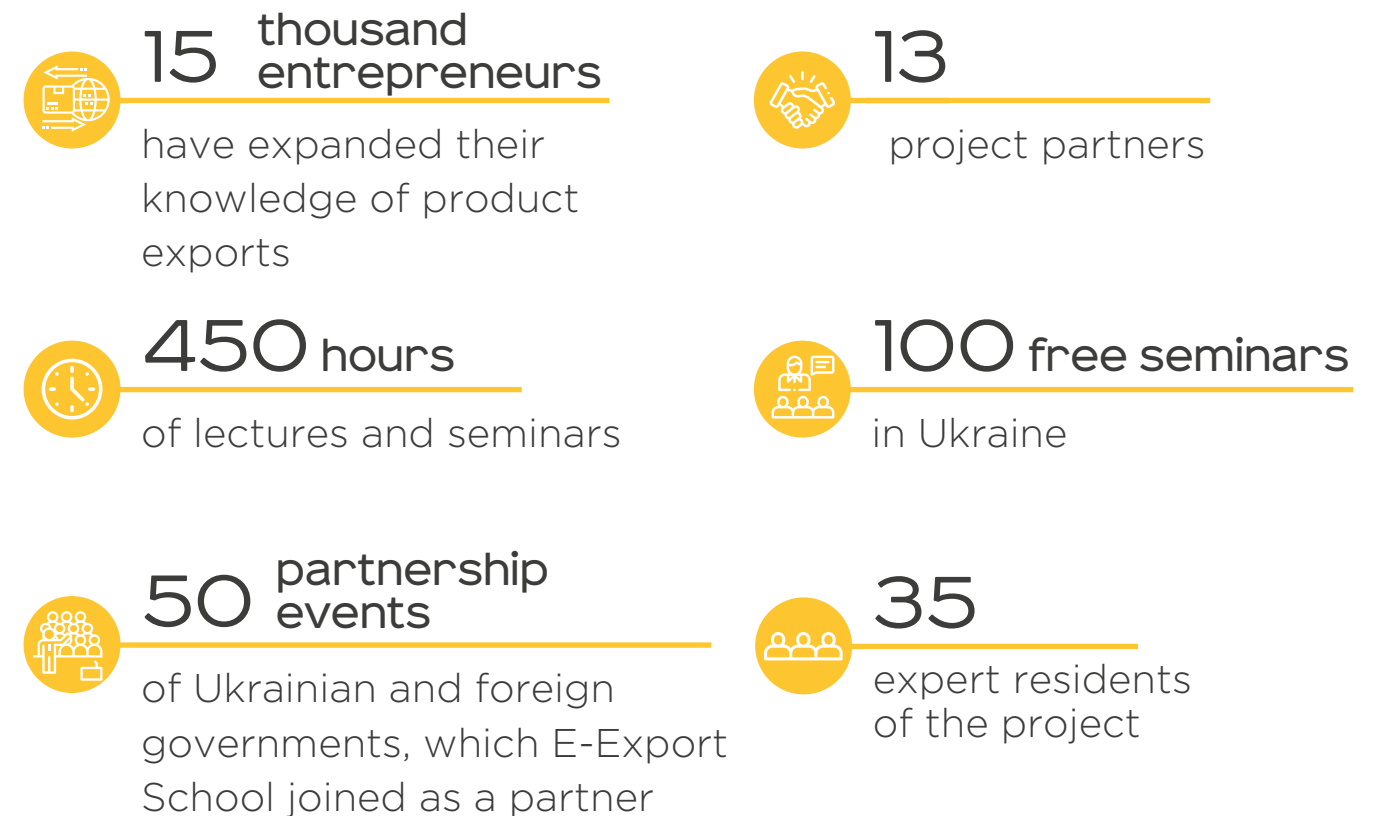 15 thousand
entrepreneurs
have expanded their
knowledge of product
exports
13
project partners
450 hours
of lectures and seminars
100 free seminars
in Ukraine
50 partnership
events
of Ukrainian and foreign
governments, which E-Export
School joined as a partner
35
expert residents
of the project